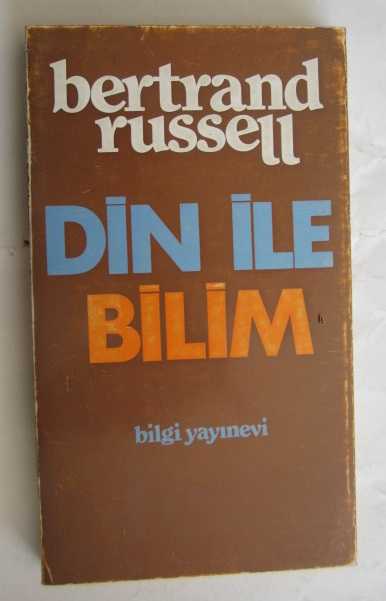 bertrand
russell
DİN İLE
BİLİM
bilgi yayınevi